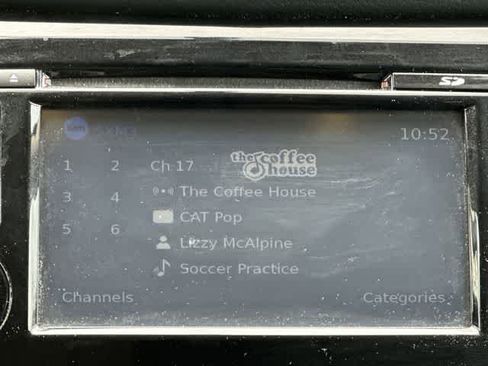 SD
10:52
1 2 Ch 17 the coffee house
3 4 The Coffee House
CAT Pop
5 6 Lizzy McAlpine
Soccer Practice
Channels Categories